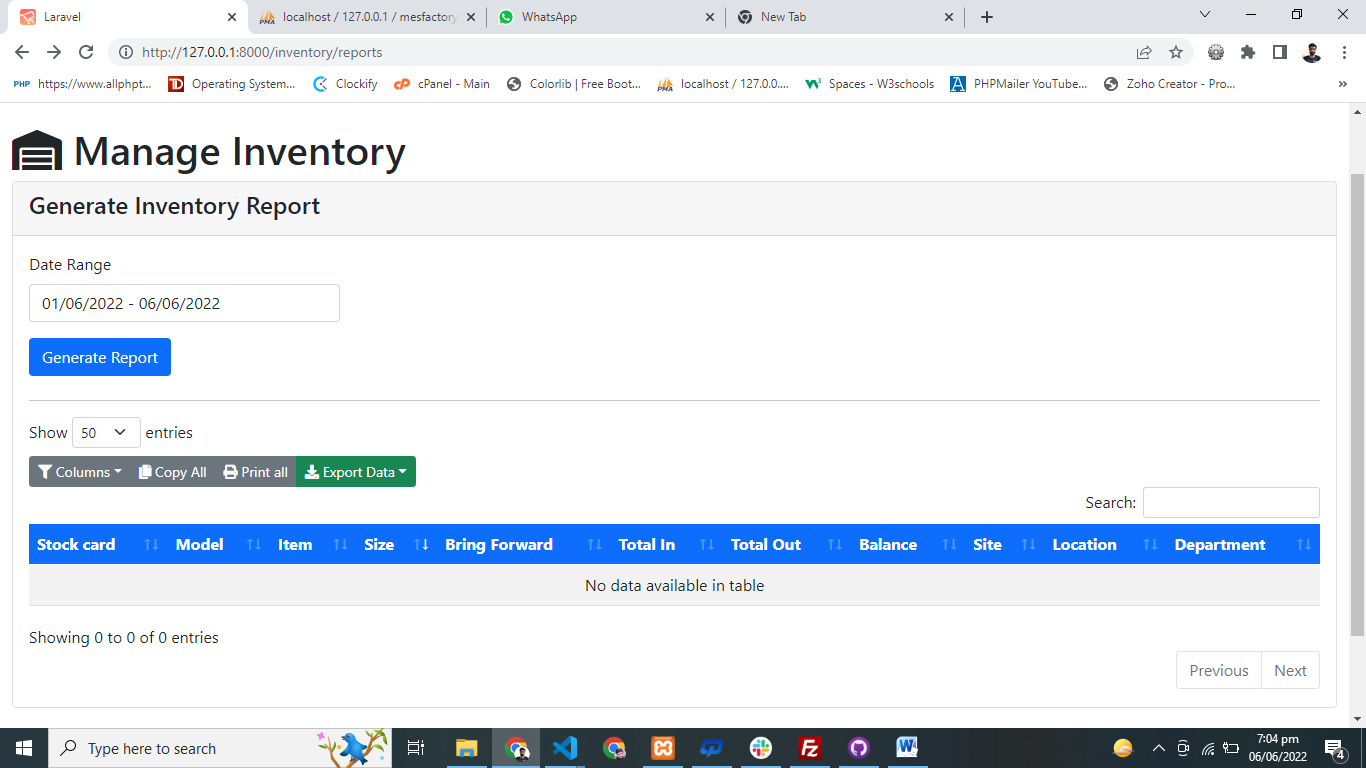 Laravel
localhost / 127.0.0.1 / mesfactory
WhatsApp
New Tab
http://127.0.0.1:8000/inventory/reports
PHP https://www.allphpt...
TD Operating System...
Clockify
cP cPanel - Main
Colorlib | Free Boot...
PMA localhost / 127.0.0....
W3 Spaces - W3schools
PHPMailer YouTube...
Zoho Creator - Pro...
»
Manage Inventory
Generate Inventory Report
Date Range
01/06/2022 - 06/06/2022
Generate Report
Show 50 entries
Columns Copy All Print all Export Data
Search:
Stock card Model Item Size Bring Forward Total In Total Out Balance Site Location Department
No data available in table
Showing 0 to 0 of 0 entries
Previous Next
Type here to search
7:04 pm
06/06/2022
4